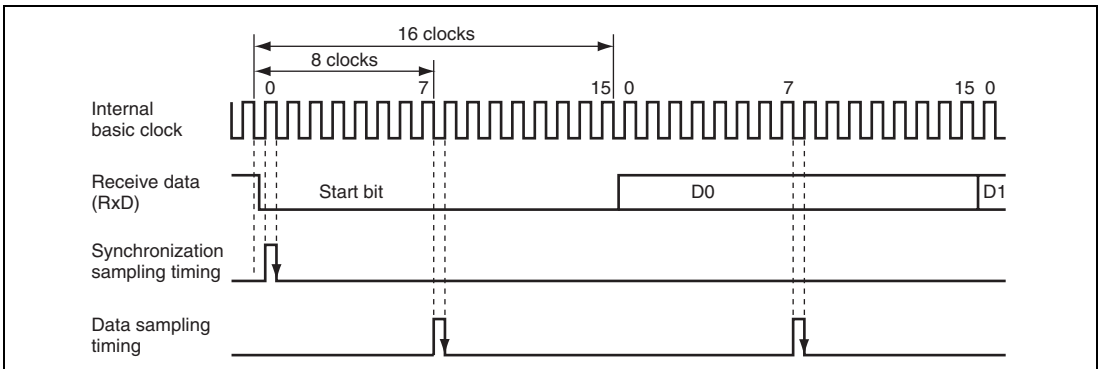 16 clocks
8 clocks
0 7 15 0 7 15 0
Internal
basic clock
Receive data
(RxD)
Start bit D0 D1
Synchronization
sampling timing
Data sampling
timing